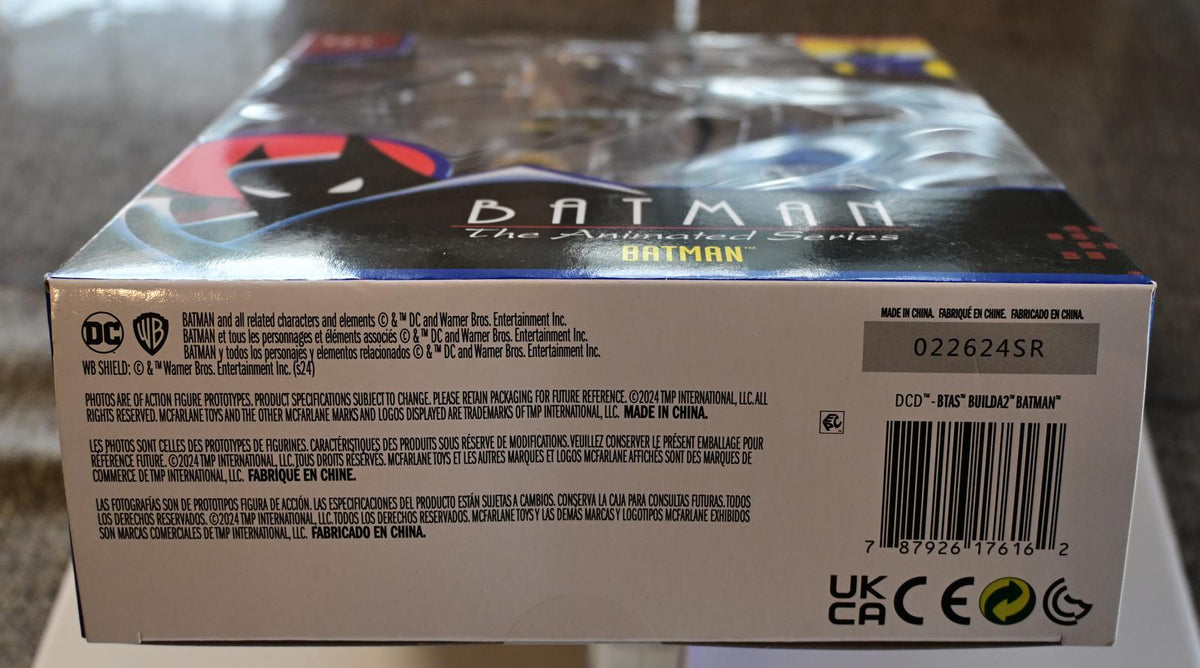 BATMAN
The Animated Series
BATMAN™
DC
WB
BATMAN and all related characters and elements © & ™ DC and Warner Bros. Entertainment Inc.
BATMAN et tous les personnages et éléments associés © & ™ DC and Warner Bros. Entertainment Inc.
BATMAN y todos los personajes y elementos relacionados © & ™ DC and Warner Bros. Entertainment Inc.
WB SHIELD: © & ™ Warner Bros. Entertainment Inc. (s24)
PHOTOS ARE OF ACTION FIGURE PROTOTYPES. PRODUCT SPECIFICATIONS SUBJECT TO CHANGE. PLEASE RETAIN PACKAGING FOR FUTURE REFERENCE. ©2024 TMP INTERNATIONAL, LLC. ALL
RIGHTS RESERVED. MCFARLANE TOYS AND THE OTHER MCFARLANE MARKS AND LOGOS DISPLAYED ARE TRADEMARKS OF TMP INTERNATIONAL, LLC. MADE IN CHINA.
LES PHOTOS SONT CELLES DES PROTOTYPES DE FIGURINES. CARACTÉRISTIQUES DES PRODUITS SOUS RÉSERVE DE MODIFICATIONS. VEUILLEZ CONSERVER LE PRÉSENT EMBALLAGE POUR
RÉFÉRENCE FUTURE. ©2024 TMP INTERNATIONAL, LLC. TOUS DROITS RESERVÉS. MCFARLANE TOYS ET LES AUTRES MARQUES ET LOGOS MCFARLANE AFFICHÉS SONT DES MARQUES DE
COMMERCE DE TMP INTERNATIONAL, LLC. FABRIQUÉ EN CHINE.
LAS FOTOGRAFÍAS SON DE PROTOTIPOS FIGURA DE ACCIÓN. LAS ESPECIFICACIONES DEL PRODUCTO ESTÁN SUJETAS A CAMBIOS. CONSERVA LA CAJA PARA CONSULTAS FUTURAS. TODOS
LOS DERECHOS RESERVADOS. ©2024 TMP INTERNATIONAL, LLC. TODOS LOS DERECHOS RESERVADOS. MCFARLANE TOYS Y LAS DEMAS MARCAS Y LOGOTIPOS MCFARLANE EXHIBIDOS
SON MARCAS COMERCIALES DE TMP INTERNATIONAL, LLC. FABRICADO EN CHINA.
MADE IN CHINA. FABRIQUÉ EN CHINE. FABRICADO EN CHINA.
022624SR
DCD™ - BTAS™ BUILDA2™ BATMAN™
7 87926 17616 2
UK
CA CE